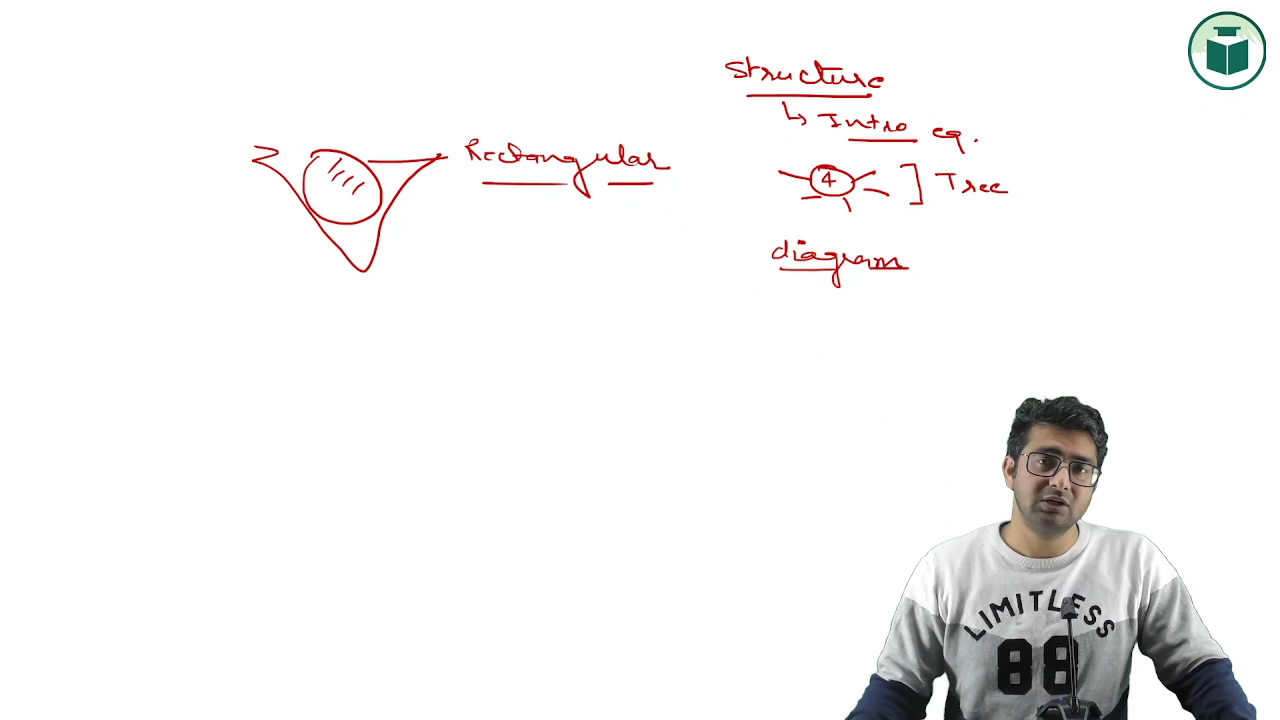 Structure
↳ Intro eq.
Rectangular
4 ] Tree
diagram
LIMITLESS
88